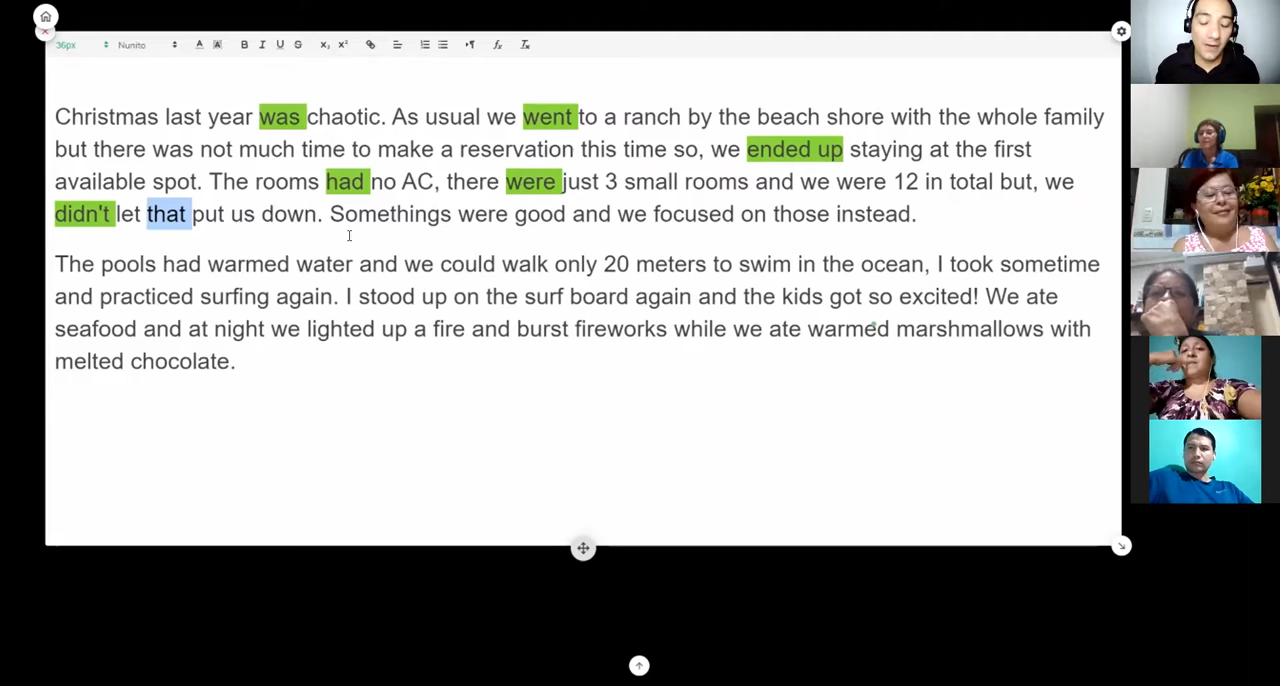 36px Nunito
Christmas last year was chaotic. As usual we went to a ranch by the beach shore with the whole family
but there was not much time to make a reservation this time so, we ended up staying at the first
available spot. The rooms had no AC, there were just 3 small rooms and we were 12 in total but, we
didn't let that put us down. Somethings were good and we focused on those instead.
The pools had warmed water and we could walk only 20 meters to swim in the ocean, I took sometime
and practiced surfing again. I stood up on the surf board again and the kids got so excited! We ate
seafood and at night we lighted up a fire and burst fireworks while we ate warmed marshmallows with
melted chocolate.